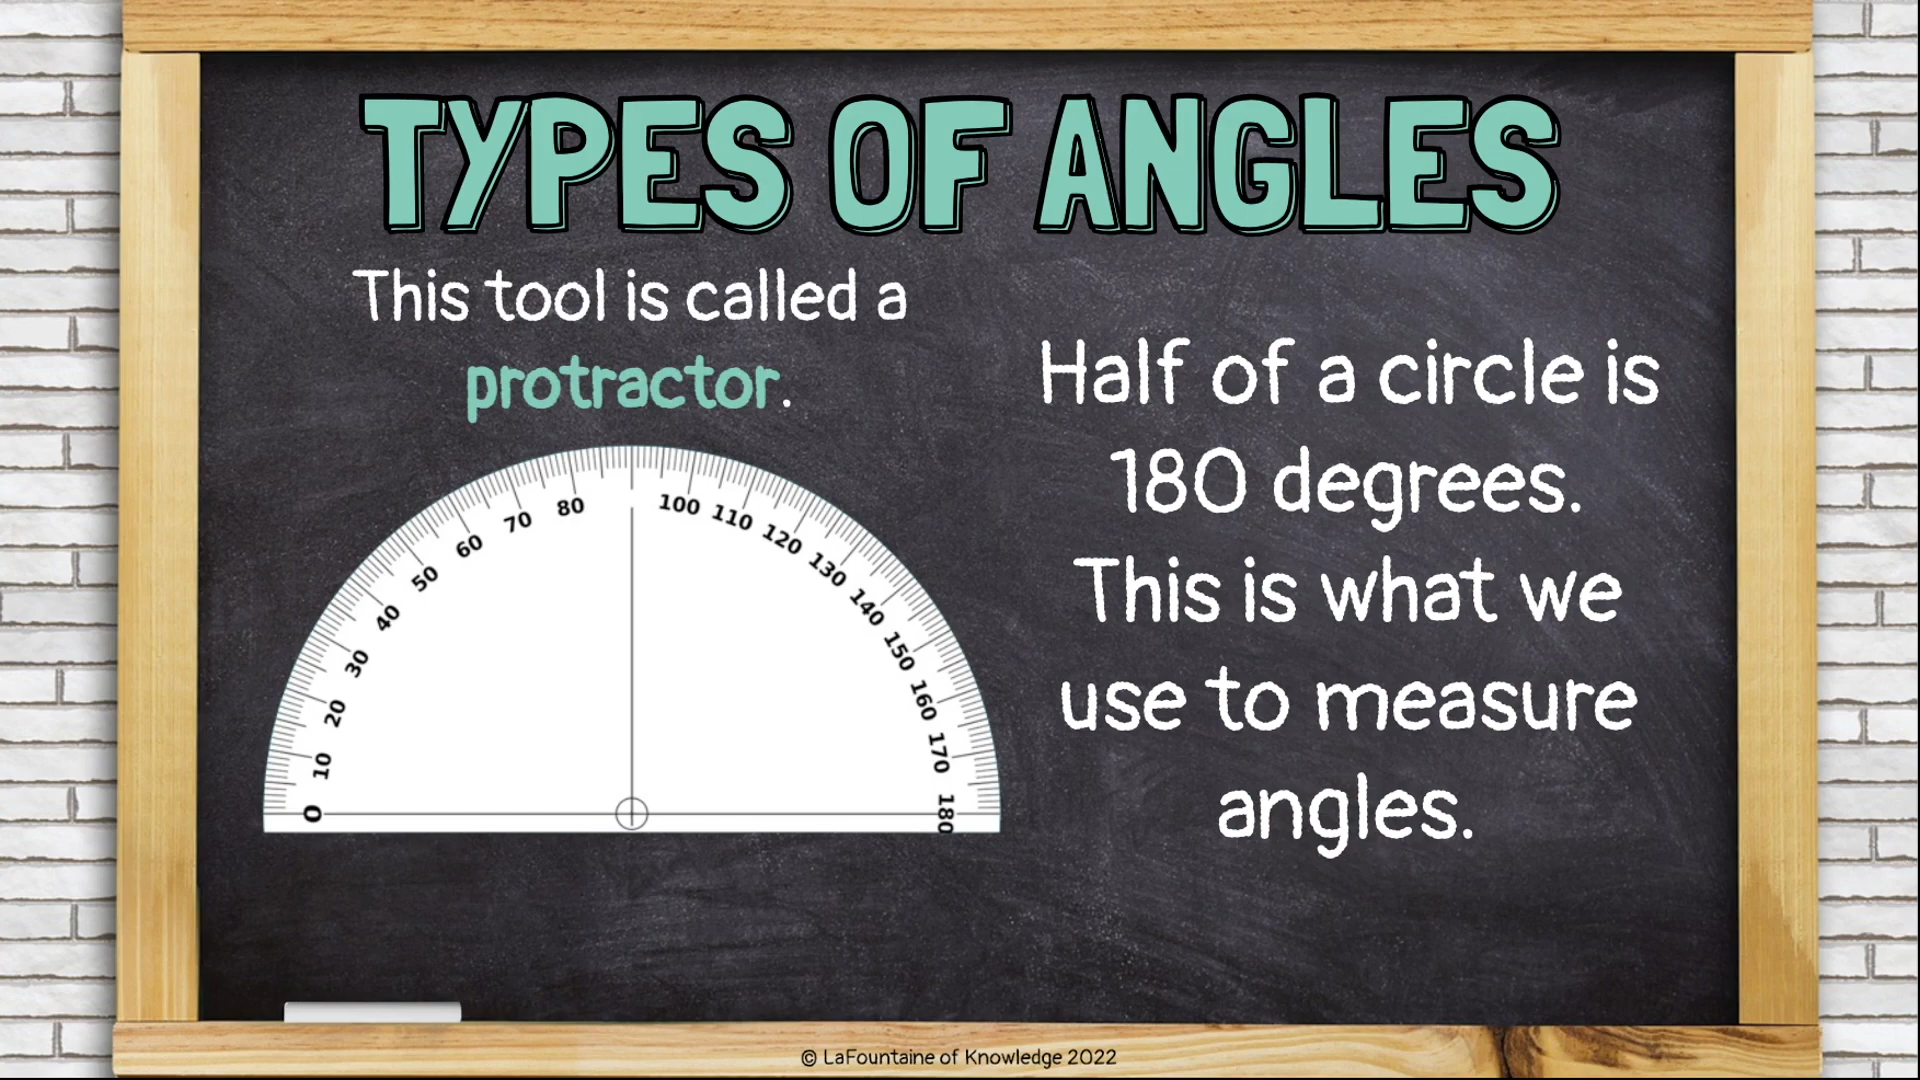 TYPES OF ANGLES
This tool is called a
protractor.
0
10
20
30
40
50
60
70
80
100
110
120
130
140
150
160
170
180
Half of a circle is
180 degrees.
This is what we
use to measure
angles.
© LaFountaine of Knowledge 2022